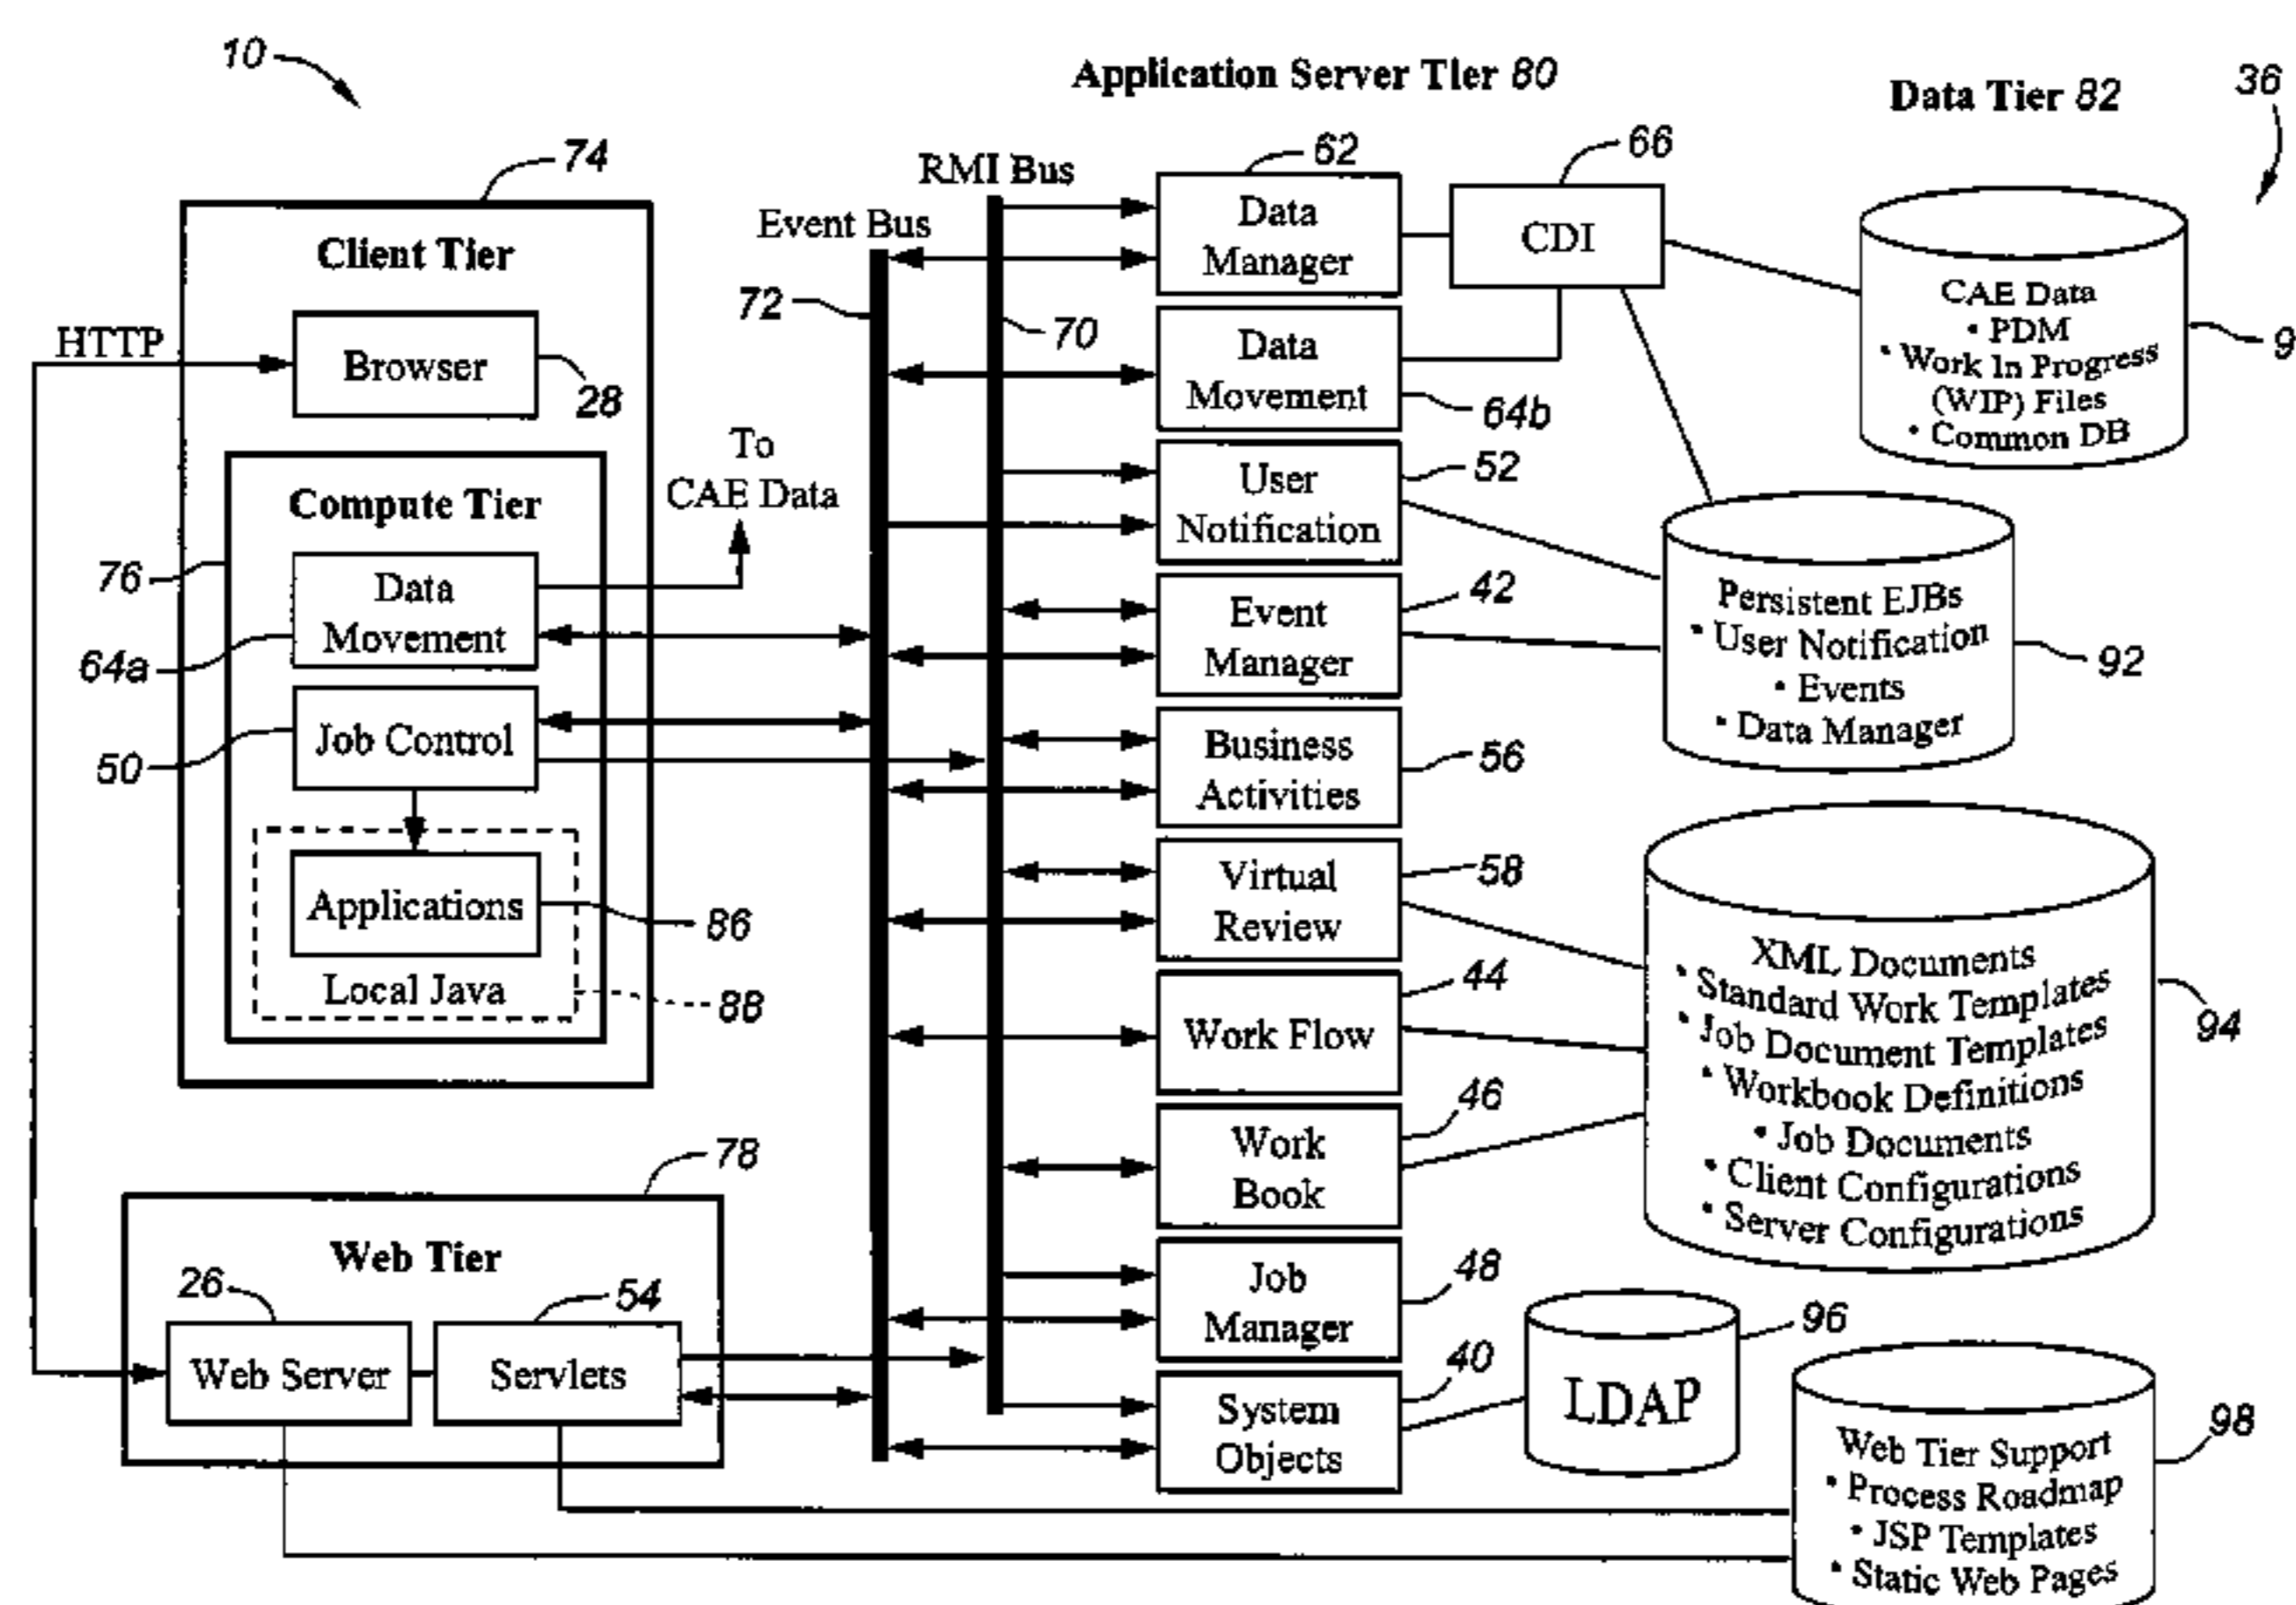 10
Application Server Tier 80
Data Tier 82
36
74
Client Tier
HTTP
Browser
28
Compute Tier
76
Data
Movement
64a
To
CAE Data
Job Control
50
Applications
86
Local Java
88
78
Web Tier
26
54
Web Server
Servlets
Event Bus
72
RMI Bus
70
62
Data
Manager
66
CDI
Data
Movement
64b
User
Notification
52
Event
Manager
42
Business
Activities
56
Virtual
Review
58
Work Flow
44
Work
Book
46
Job
Manager
48
System
Objects
40
CAE Data
• PDM
• Work In Progress
(WIP) Files
• Common DB
9
Persistent EJBs
• User Notification
• Events
• Data Manager
92
XML Documents
• Standard Work Templates
• Job Document Templates
• Workbook Definitions
• Job Documents
• Client Configurations
• Server Configurations
94
LDAP
96
Web Tier Support
• Process Roadmap
• JSP Templates
• Static Web Pages
98